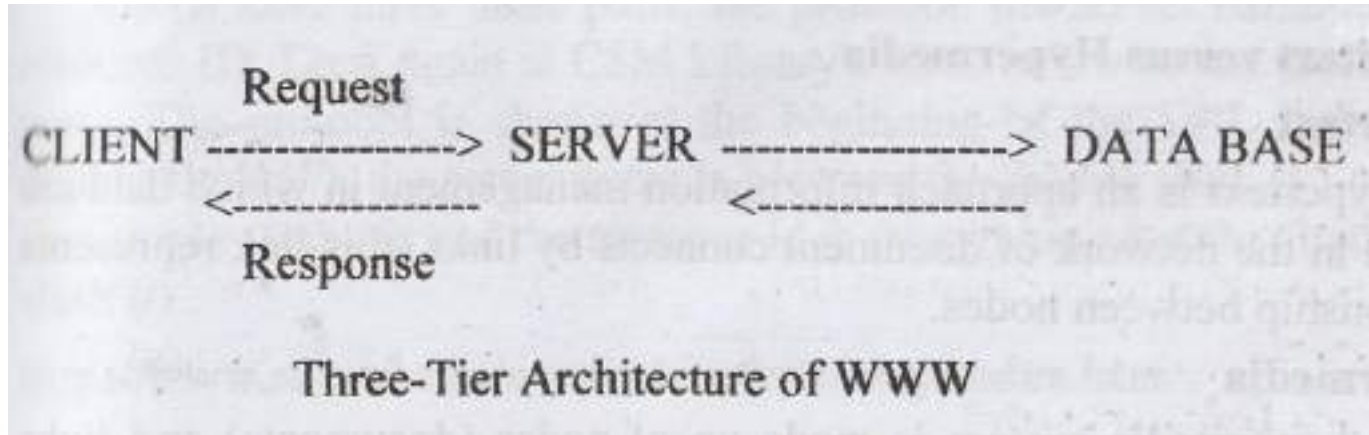 Request
CLIENT ---------------> SERVER -----------------> DATA BASE
<--------------- <-----------------
Response
Three-Tier Architecture of WWW